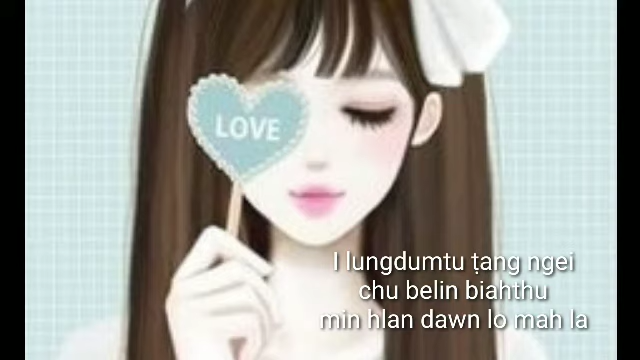 LOVE
I lungdumtu ṭang ngei
chu belin biahthu
min hlan dawn lo mah la